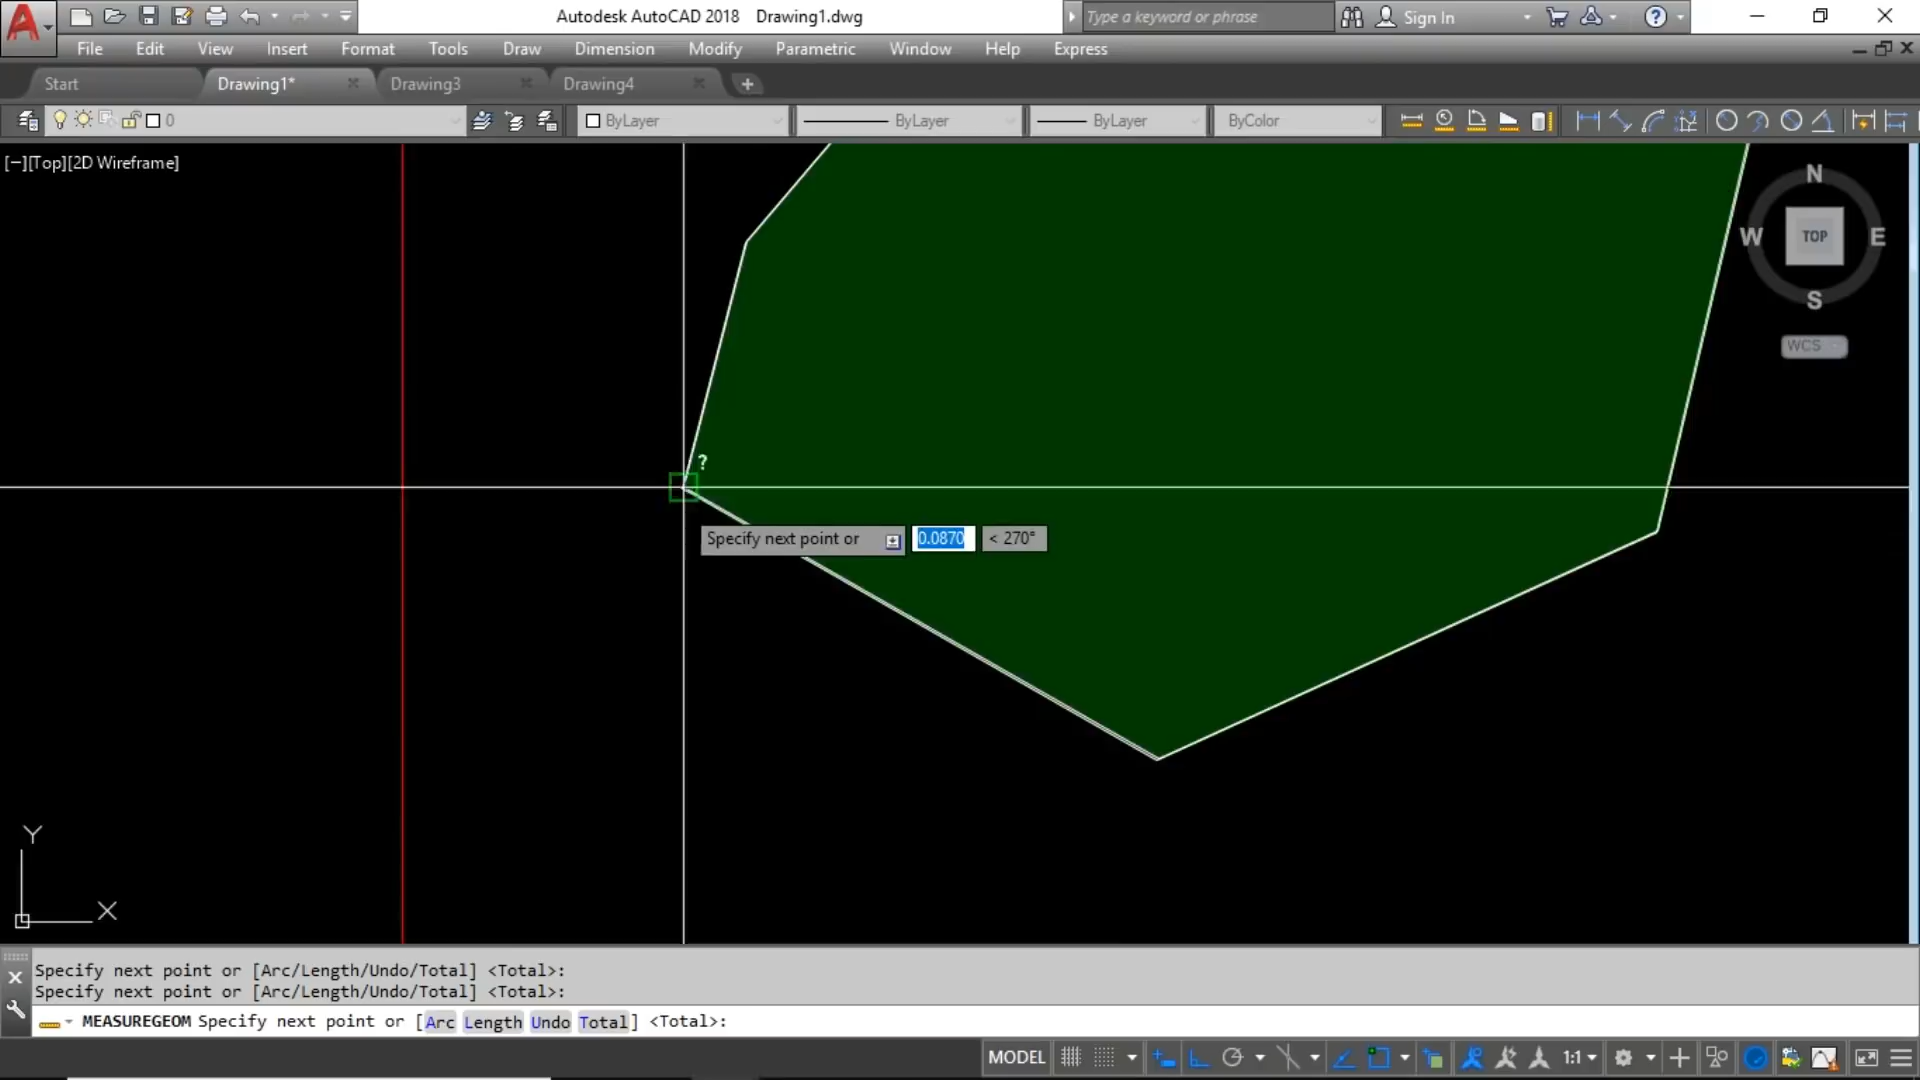 Autodesk AutoCAD 2018 Drawing1.dwg
Type a keyword or phrase
Sign In
File Edit View Insert Format Tools Draw Dimension Modify Parametric Window Help Express
Start Drawing1* Drawing3 Drawing4
0 ByLayer ByLayer ByLayer ByColor
[−][Top][2D Wireframe]
N
W TOP E
S
WCS
?
Specify next point or 0.0870 < 270°
Y
X
Specify next point or [Arc/Length/Undo/Total] <Total>:
Specify next point or [Arc/Length/Undo/Total] <Total>:
MEASUREGEOM Specify next point or [Arc Length Undo Total] <Total>:
MODEL 1:1